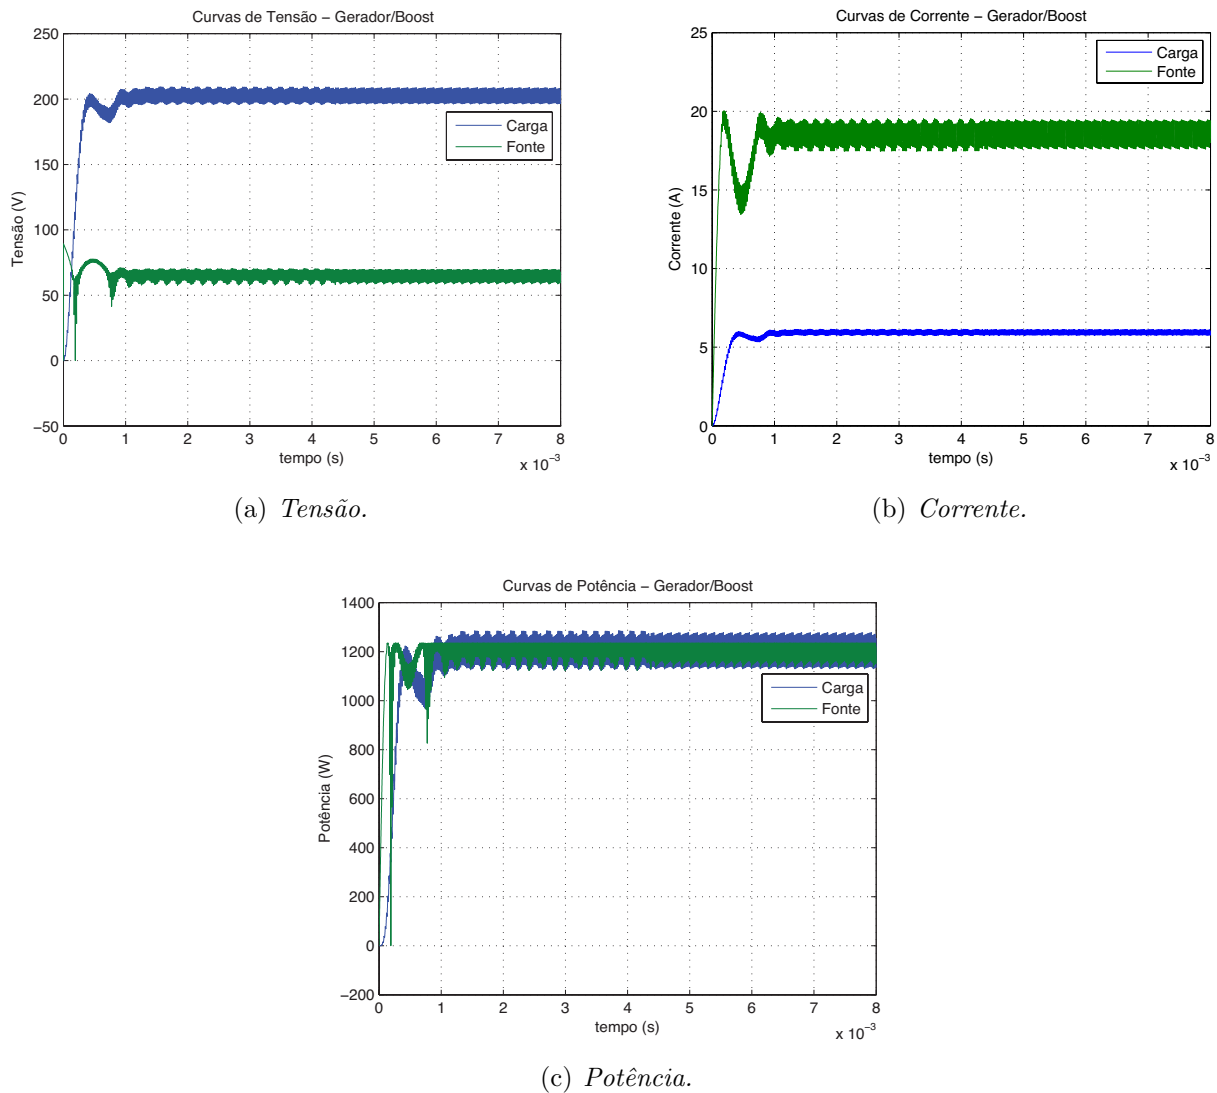 Curvas de Tensão − Gerador/Boost
250
200
150
100
50
0
−50
Tensão (V)
Carga
Fonte
0 1 2 3 4 5 6 7 8
tempo (s)
x 10−3
(a) Tensão.
Curvas de Corrente − Gerador/Boost
25
20
15
10
5
0
Corrente (A)
Carga
Fonte
0 1 2 3 4 5 6 7 8
tempo (s)
x 10−3
(b) Corrente.
Curvas de Potência − Gerador/Boost
1400
1200
1000
800
600
400
200
0
−200
Potência (W)
Carga
Fonte
0 1 2 3 4 5 6 7 8
tempo (s)
x 10−3
(c) Potência.